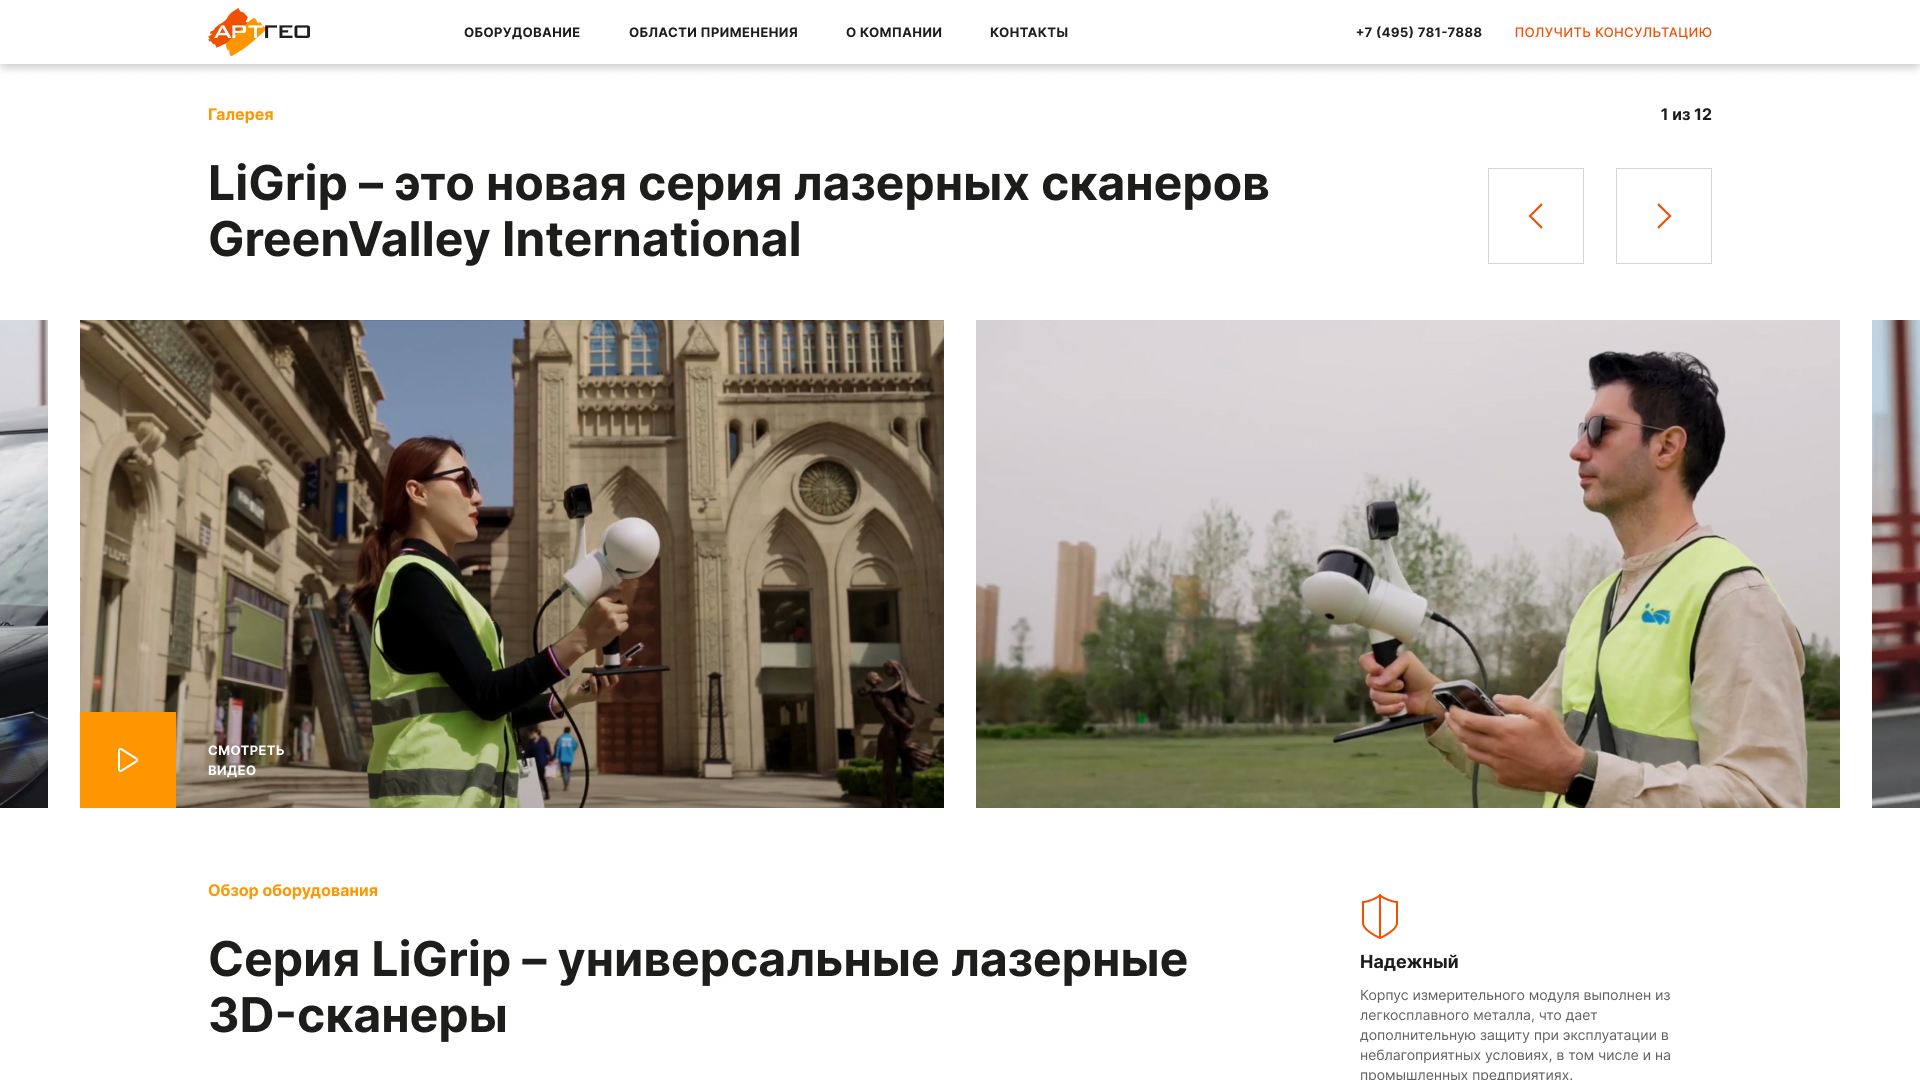 АРТГЕО
ОБОРУДОВАНИЕ
ОБЛАСТИ ПРИМЕНЕНИЯ
О КОМПАНИИ
КОНТАКТЫ
+7 (495) 781-7888
ПОЛУЧИТЬ КОНСУЛЬТАЦИЮ
Галерея
1 из 12
LiGrip – это новая серия лазерных сканеров
GreenValley International
СМОТРЕТЬ
ВИДЕО
Обзор оборудования
Серия LiGrip – универсальные лазерные
3D-сканеры
Надежный
Корпус измерительного модуля выполнен из
легкосплавного металла, что дает
дополнительную защиту при эксплуатации в
неблагоприятных условиях, в том числе и на
промышленных предприятиях.